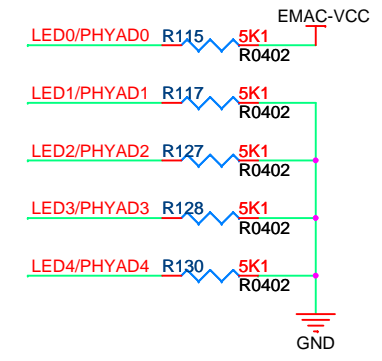 EMAC-VCC
LED0/PHYAD0 R115 5K1
R0402
LED1/PHYAD1 R117 5K1
R0402
LED2/PHYAD2 R127 5K1
R0402
LED3/PHYAD3 R128 5K1
R0402
LED4/PHYAD4 R130 5K1
R0402
GND